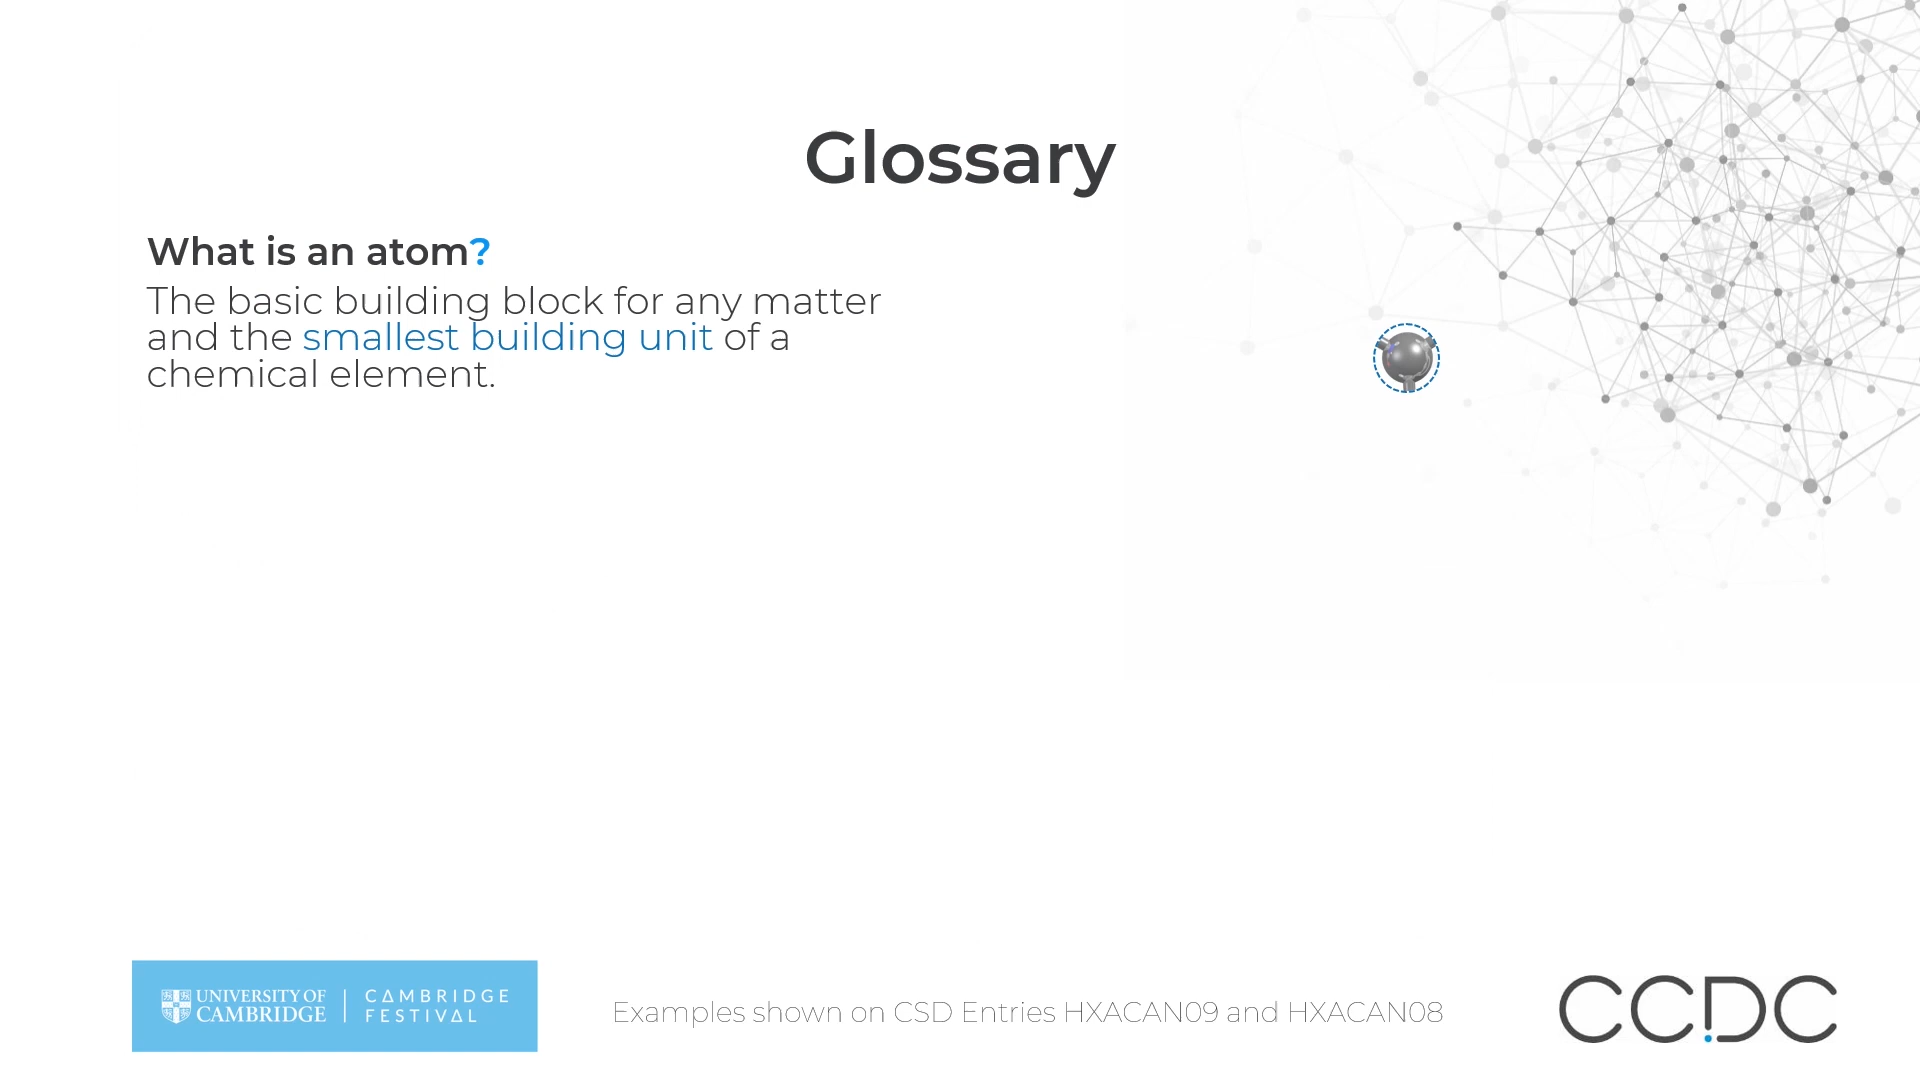 Glossary
What is an atom?
The basic building block for any matter
and the smallest building unit of a
chemical element.
UNIVERSITY OF
CAMBRIDGE
CAMBRIDGE
FESTIVAL
Examples shown on CSD Entries HXACAN09 and HXACAN08
CCDC